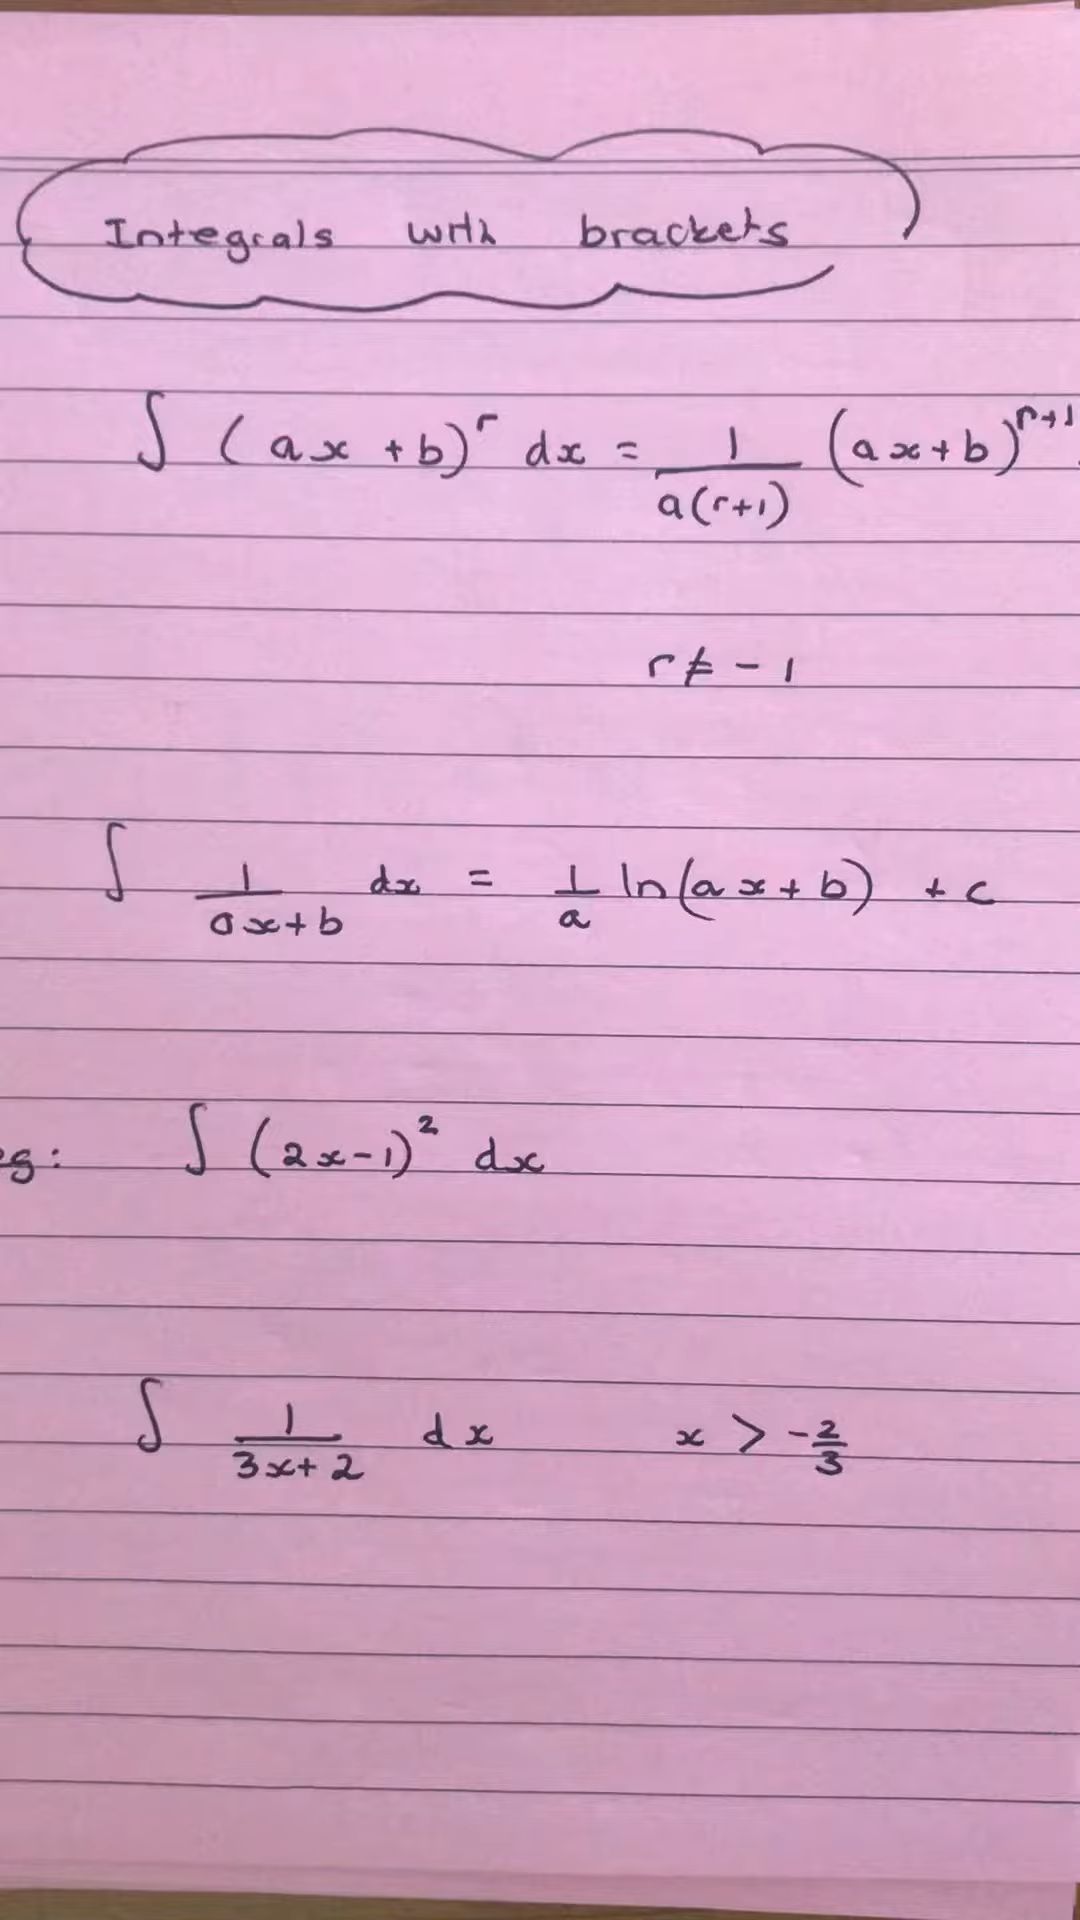 Integrals with brackets
∫ (ax + b)^r dx = 1/a(r+1) (ax+b)^r+1
r ≠ - 1
∫ 1/ax+b dx = 1/a ln(ax+b) + c
eg: ∫ (2x-1)^2 dx
∫ 1/3x+2 dx x > -2/3